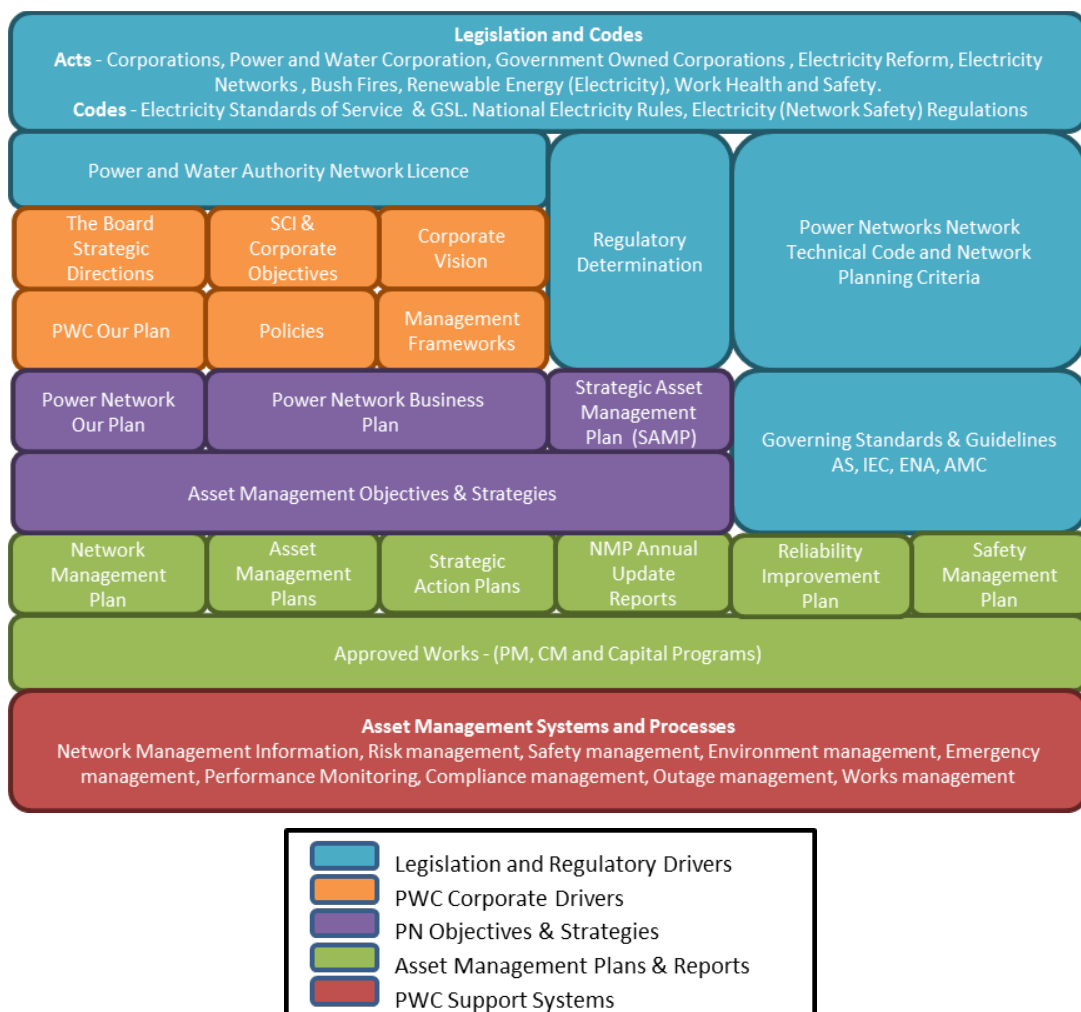 Legislation and Codes
Acts - Corporations, Power and Water Corporation, Government Owned Corporations , Electricity Reform, Electricity
Networks , Bush Fires, Renewable Energy (Electricity), Work Health and Safety.
Codes - Electricity Standards of Service & GSL. National Electricity Rules, Electricity (Network Safety) Regulations
Power and Water Authority Network Licence
The Board
Strategic
Directions
SCI &
Corporate
Objectives
Corporate
Vision
Regulatory
Determination
Power Networks Network
Technical Code and Network
Planning Criteria
PWC Our Plan
Policies
Management
Frameworks
Power Network
Our Plan
Power Network Business
Plan
Strategic Asset
Management
Plan (SAMP)
Governing Standards & Guidelines
AS, IEC, ENA, AMC
Asset Management Objectives & Strategies
Network
Management
Plan
Asset
Management
Plans
Strategic
Action Plans
NMP Annual
Update
Reports
Reliability
Improvement
Plan
Safety
Management
Plan
Approved Works - (PM, CM and Capital Programs)
Asset Management Systems and Processes
Network Management Information, Risk management, Safety management, Environment management, Emergency
management, Performance Monitoring, Compliance management, Outage management, Works management
Legislation and Regulatory Drivers
PWC Corporate Drivers
PN Objectives & Strategies
Asset Management Plans & Reports
PWC Support Systems